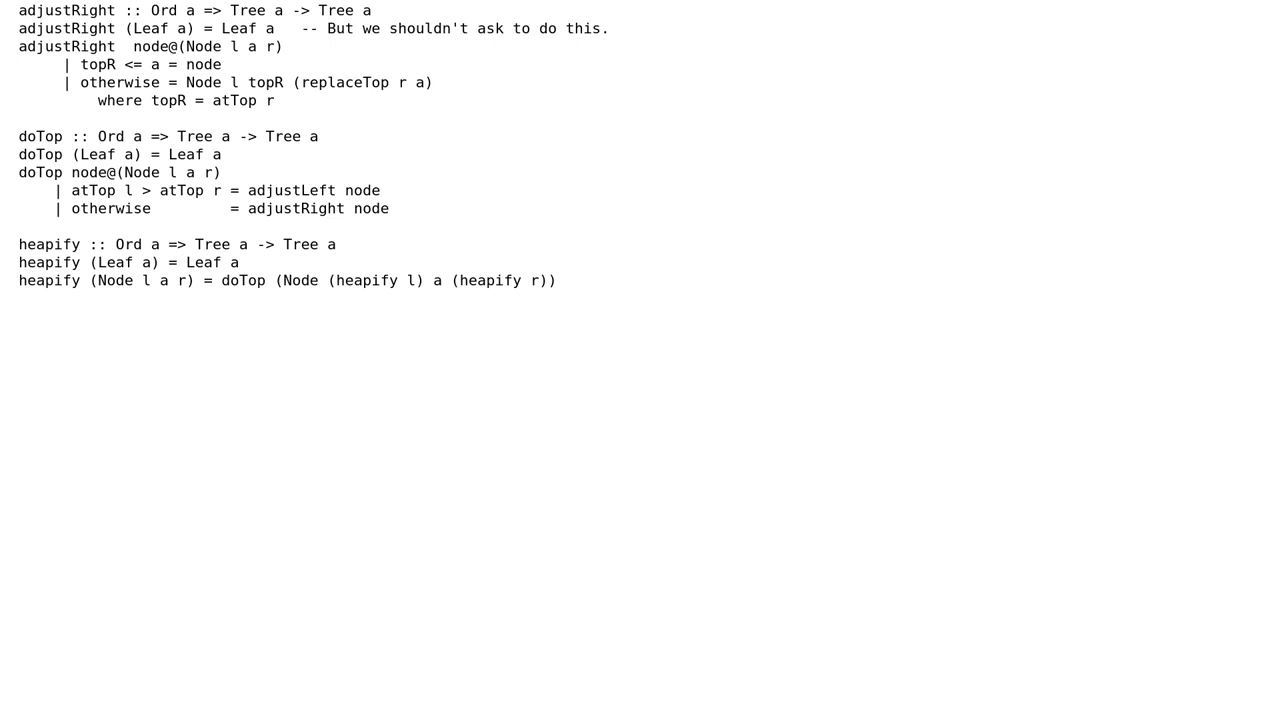 adjustRight :: Ord a => Tree a -> Tree a
adjustRight (Leaf a) = Leaf a   -- But we shouldn't ask to do this.
adjustRight  node@(Node l a r)
     | topR <= a = node
     | otherwise = Node l topR (replaceTop r a)
         where topR = atTop r

doTop :: Ord a => Tree a -> Tree a
doTop (Leaf a) = Leaf a
doTop node@(Node l a r)
    | atTop l > atTop r = adjustLeft node
    | otherwise         = adjustRight node

heapify :: Ord a => Tree a -> Tree a
heapify (Leaf a) = Leaf a
heapify (Node l a r) = doTop (Node (heapify l) a (heapify r))